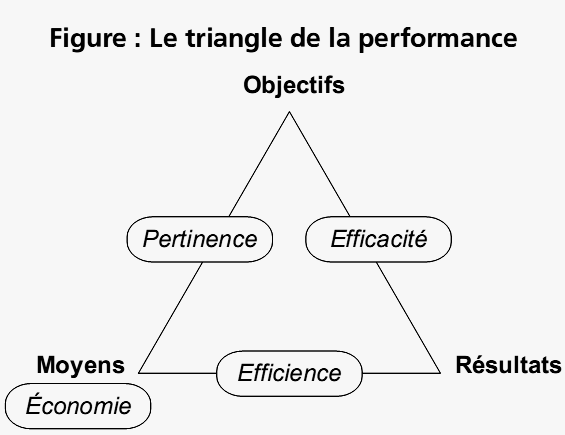 Figure : Le triangle de la performance
Objectifs
Pertinence
Efficacité
Moyens
Résultats
Efficience
Économie